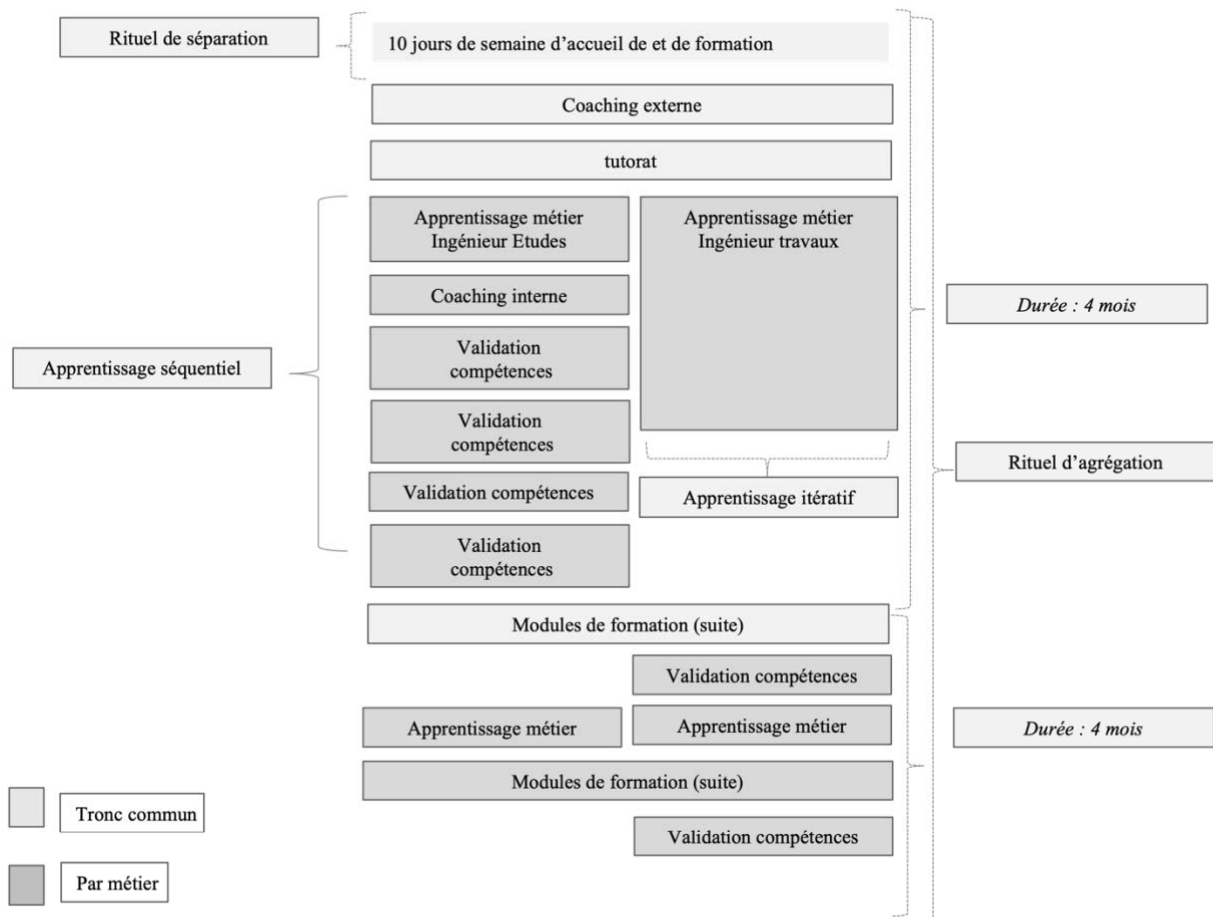 Rituel de séparation
10 jours de semaine d’accueil de et de formation
Coaching externe
tutorat
Apprentissage métier
Ingénieur Etudes
Apprentissage métier
Ingénieur travaux
Coaching interne
Durée : 4 mois
Validation
compétences
Apprentissage séquentiel
Validation
compétences
Rituel d’agrégation
Validation compétences
Apprentissage itératif
Validation
compétences
Modules de formation (suite)
Validation compétences
Apprentissage métier
Apprentissage métier
Durée : 4 mois
Modules de formation (suite)
Tronc commun
Validation compétences
Par métier